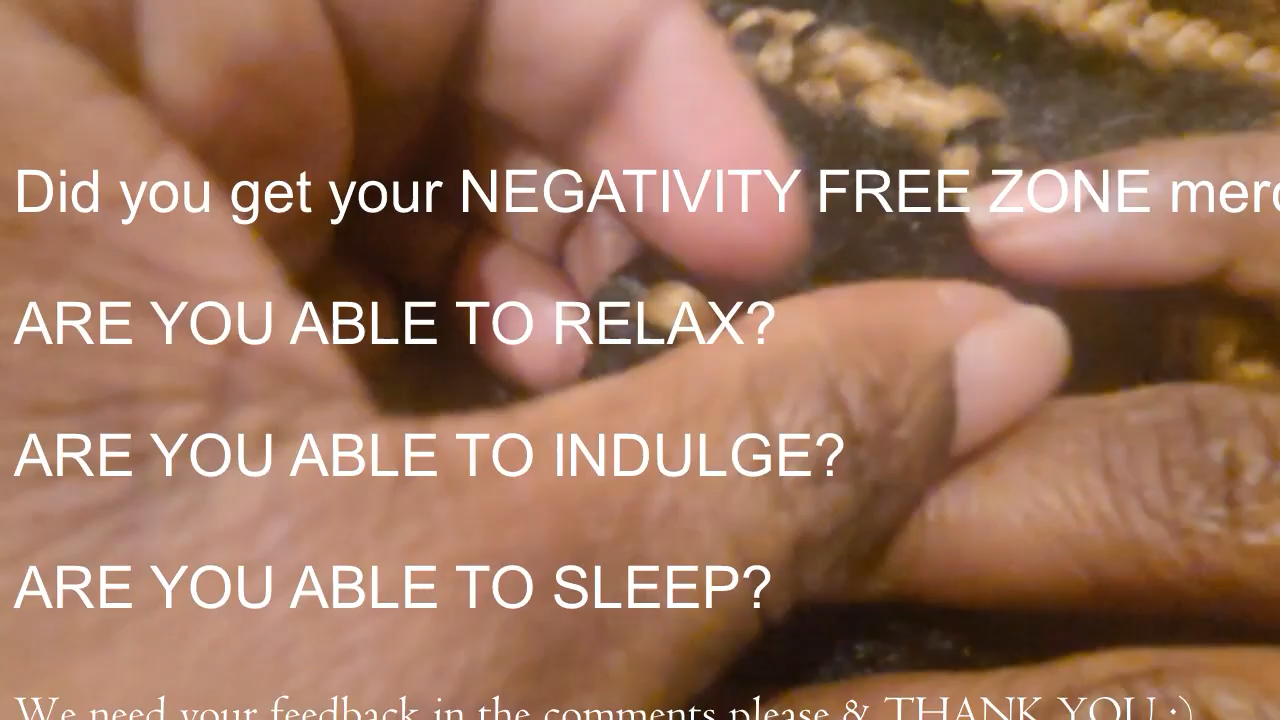 Did you get your NEGATIVITY FREE ZONE
ARE YOU ABLE TO RELAX?
ARE YOU ABLE TO INDULGE?
ARE YOU ABLE TO SLEEP?
We need your feedback in the comments please & THANK YOU :)